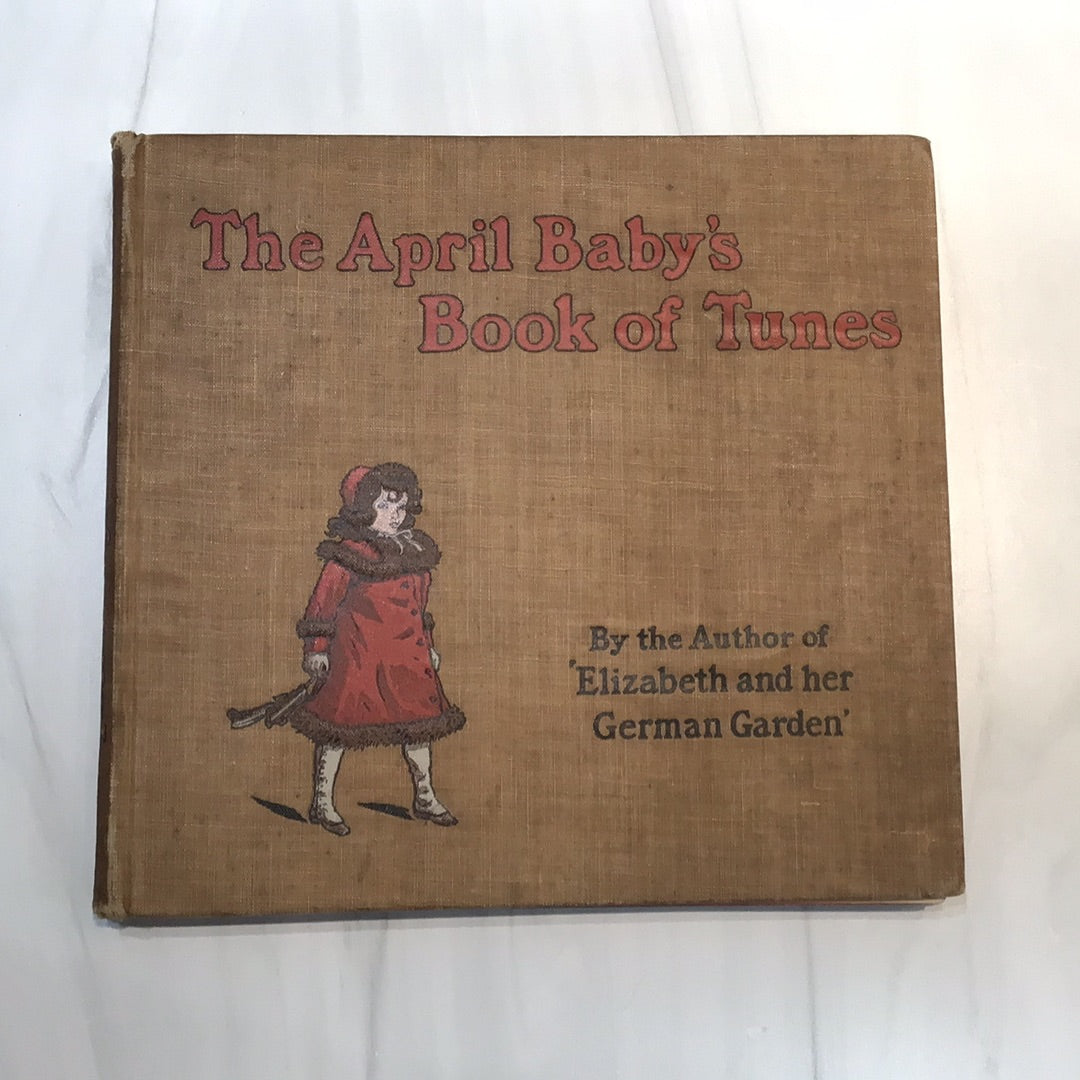 The April Baby's
Book of Tunes
By the Author of
'Elizabeth and her
German Garden'